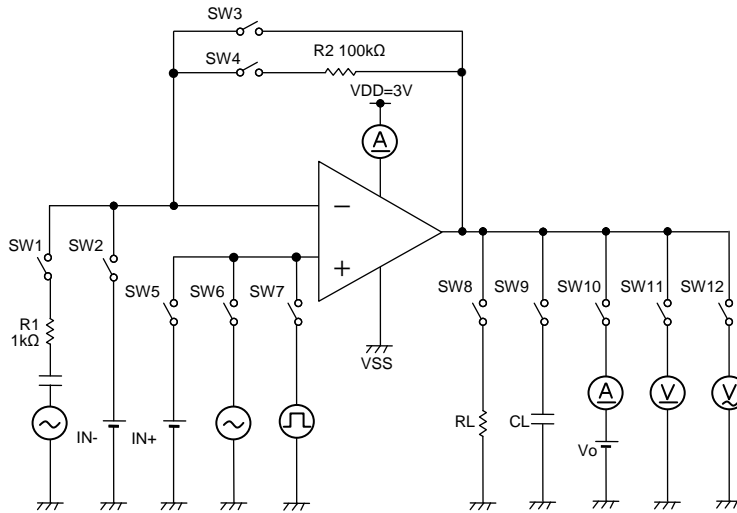 SW3
SW4
R2 100kΩ
VDD=3V
A
−
+
SW1
SW2
SW5
SW6
SW7
SW8
SW9
SW10
SW11
SW12
R1
1kΩ
VSS
A
V
V
IN-
IN+
RL
CL
Vo